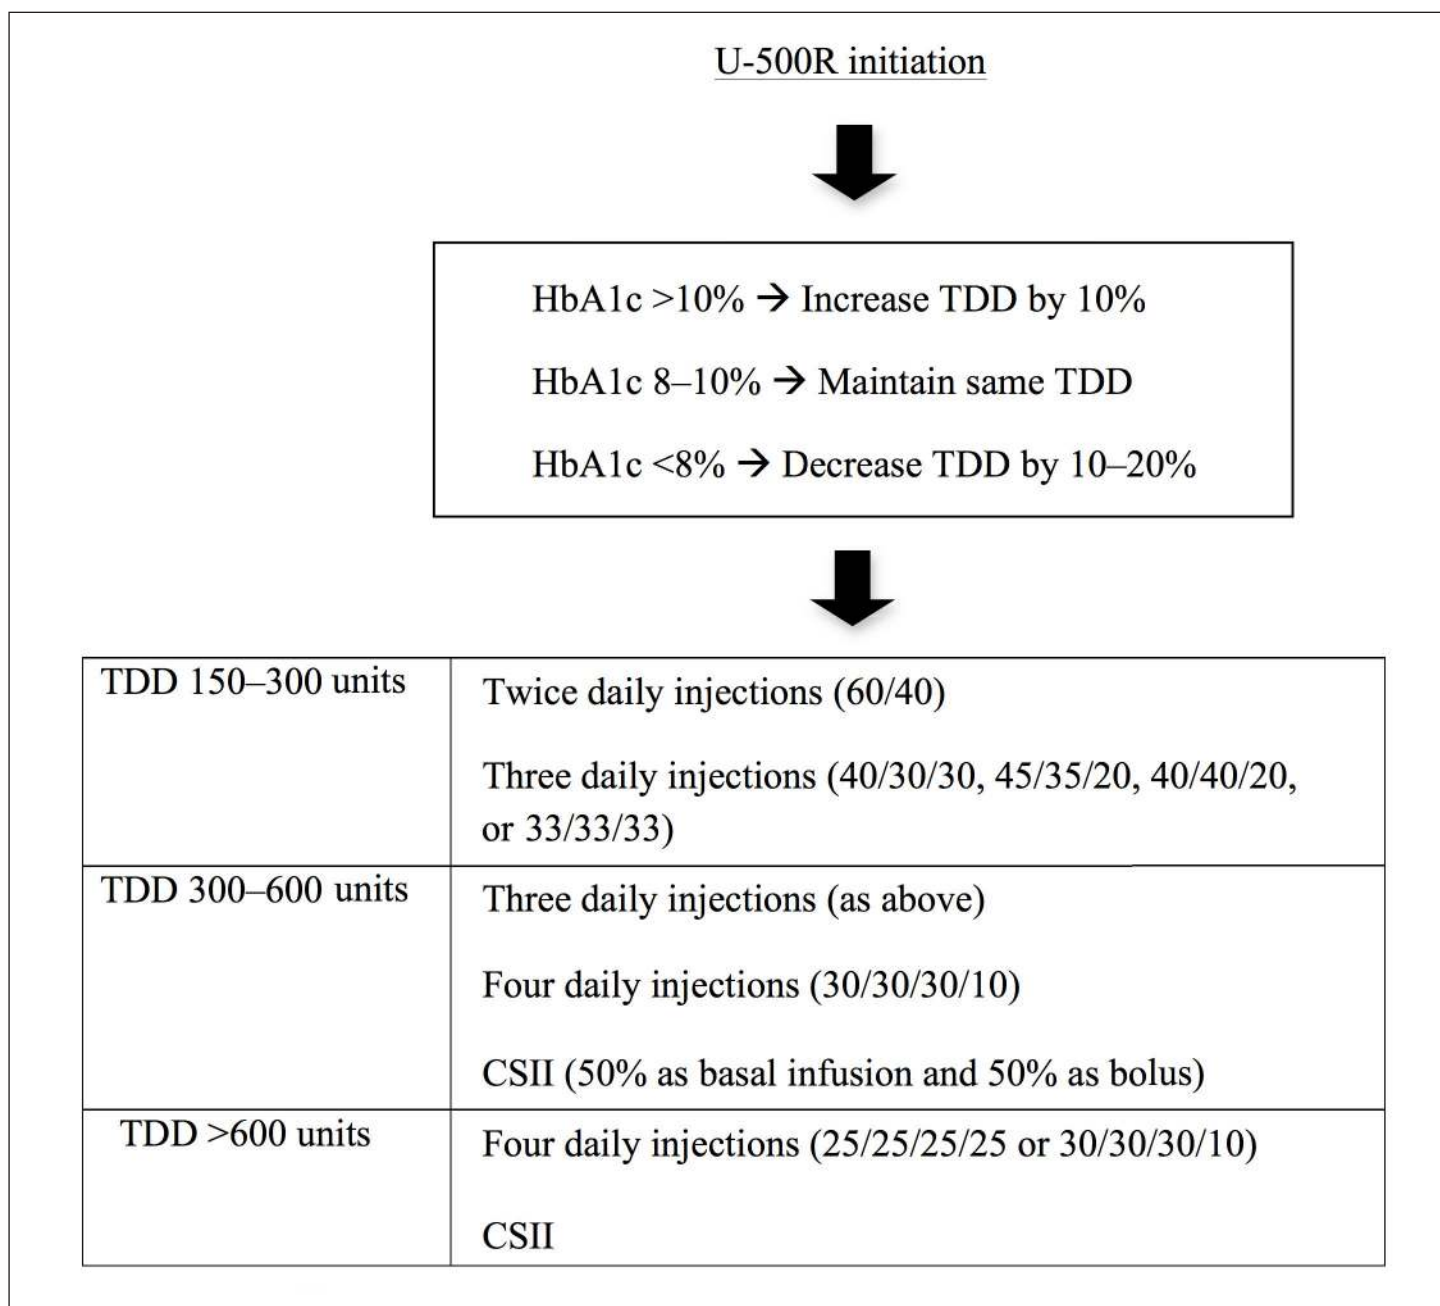 U-500R initiation
HbA1c >10% → Increase TDD by 10%
HbA1c 8–10% → Maintain same TDD
HbA1c <8% → Decrease TDD by 10–20%
TDD 150–300 units
Twice daily injections (60/40)
Three daily injections (40/30/30, 45/35/20, 40/40/20,
or 33/33/33)
TDD 300–600 units
Three daily injections (as above)
Four daily injections (30/30/30/10)
CSII (50% as basal infusion and 50% as bolus)
TDD >600 units
Four daily injections (25/25/25/25 or 30/30/30/10)
CSII